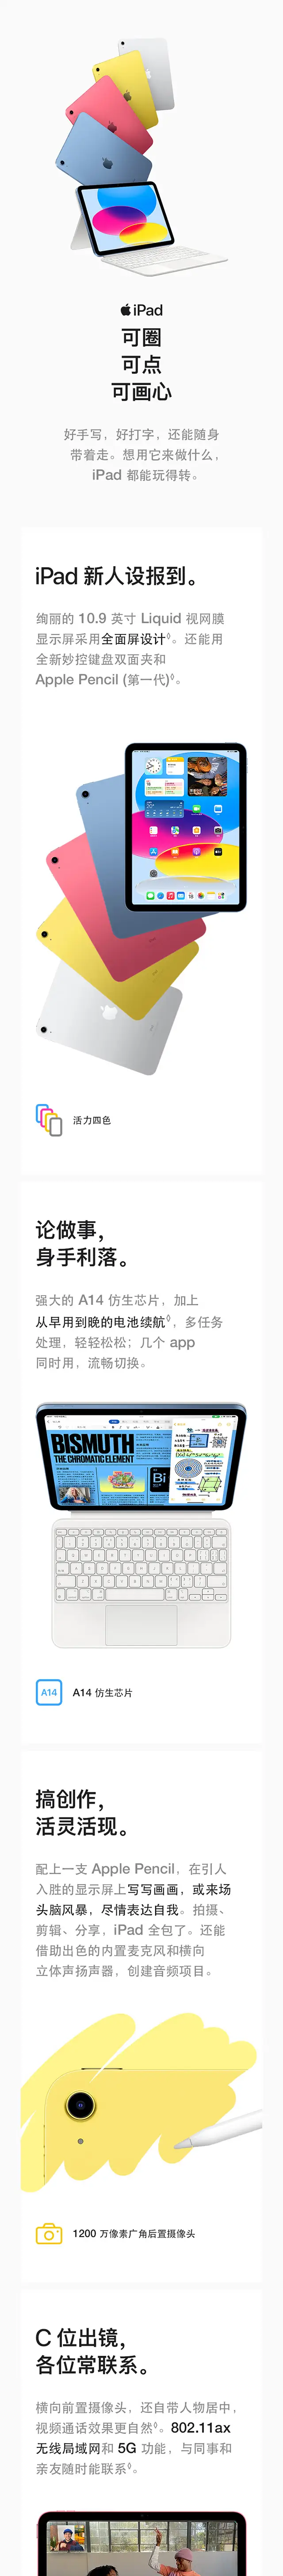 iPad
可圈
可点
可画心
好手写，好打字，还能随身
带着走。想用它来做什么，
iPad 都能玩得转。
iPad 新人设报到。
绚丽的 10.9 英寸 Liquid 视网膜
显示屏采用全面屏设计◊。还能用
全新妙控键盘双面夹和
Apple Pencil (第一代)◊。
活力四色
论做事，
身手利落。
强大的 A14 仿生芯片，加上
从早用到晚的电池续航◊，多任务
处理，轻轻松松；几个 app
同时用，流畅切换。
BISMUTH
THE CHROMATIC ELEMENT
Bi
A14
A14 仿生芯片
搞创作，
活灵活现。
配上一支 Apple Pencil，在引人
入胜的显示屏上写写画画，或来场
头脑风暴，尽情表达自我。拍摄、
剪辑、分享，iPad 全包了。还能
借助出色的内置麦克风和横向
立体声扬声器，创建音频项目。
1200 万像素广角后置摄像头
C 位出镜，
各位常联系。
横向前置摄像头，还自带人物居中，
视频通话效果更自然◊。802.11ax
无线局域网和 5G 功能，与同事和
亲友随时能联系◊。